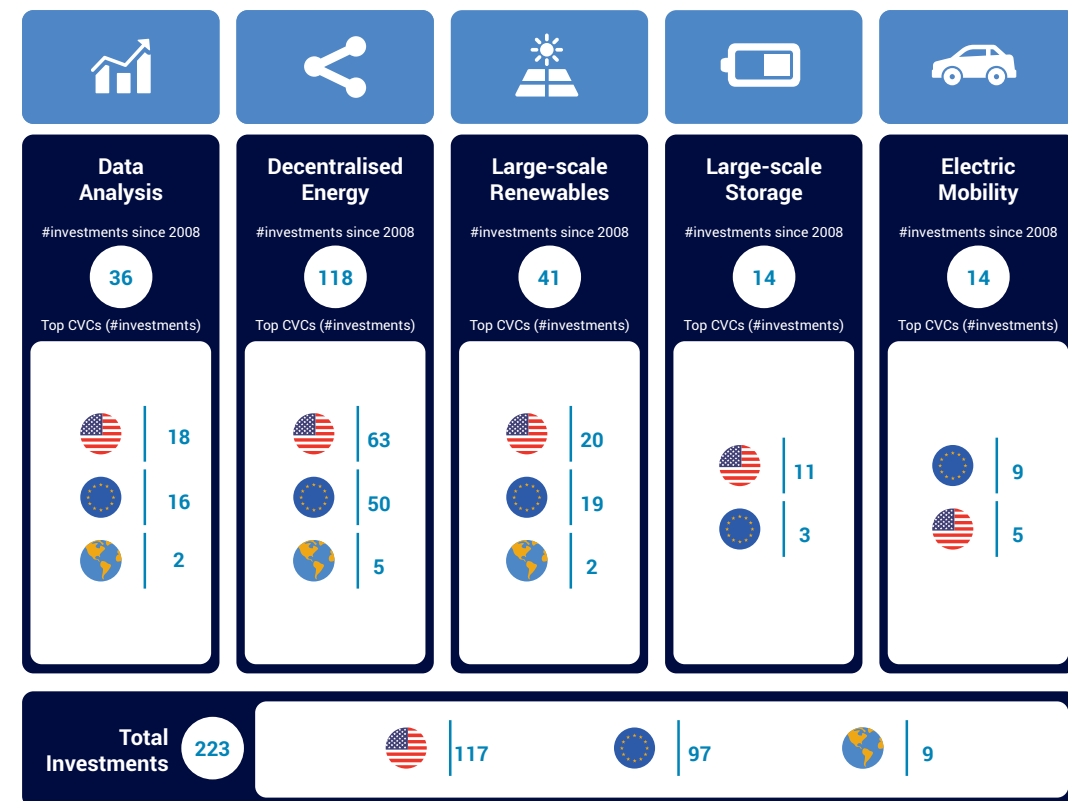 Data
Analysis
#investments since 2008
36
Top CVCs (#investments)
18
16
2
Decentralised
Energy
#investments since 2008
118
Top CVCs (#investments)
63
50
5
Large-scale
Renewables
#investments since 2008
41
Top CVCs (#investments)
20
19
2
Large-scale
Storage
#investments since 2008
14
Top CVCs (#investments)
11
3
Electric
Mobility
#investments since 2008
14
Top CVCs (#investments)
9
5
Total
Investments
223
117
97
9